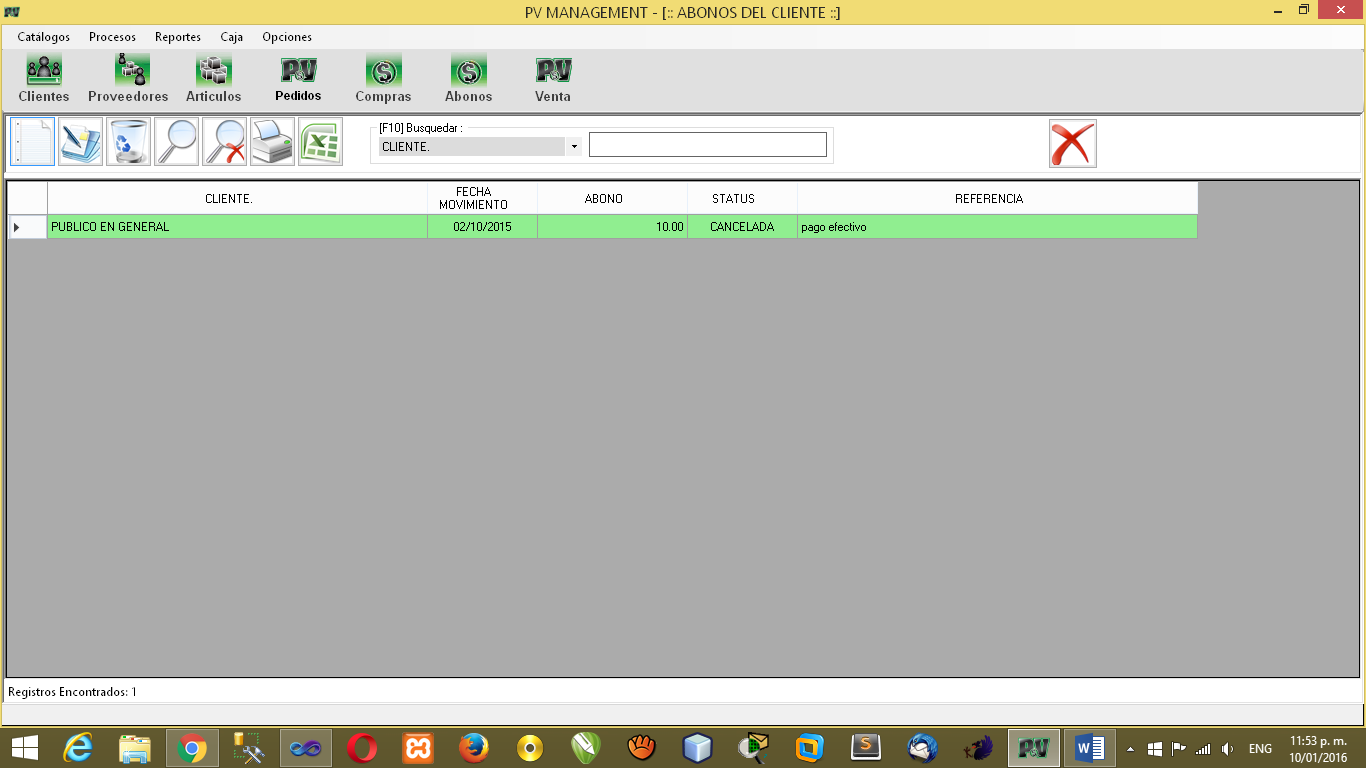 PV MANAGEMENT - [:: ABONOS DEL CLIENTE ::]
Catálogos Procesos Reportes Caja Opciones
Clientes Proveedores Articulos Pedidos Compras Abonos Venta
[F10] Busquedar :
CLIENTE.
CLIENTE. FECHA MOVIMIENTO ABONO STATUS REFERENCIA
PUBLICO EN GENERAL 02/10/2015 10.00 CANCELADA pago efectivo
Registros Encontrados: 1
ENG 11:53 p. m.
10/01/2016